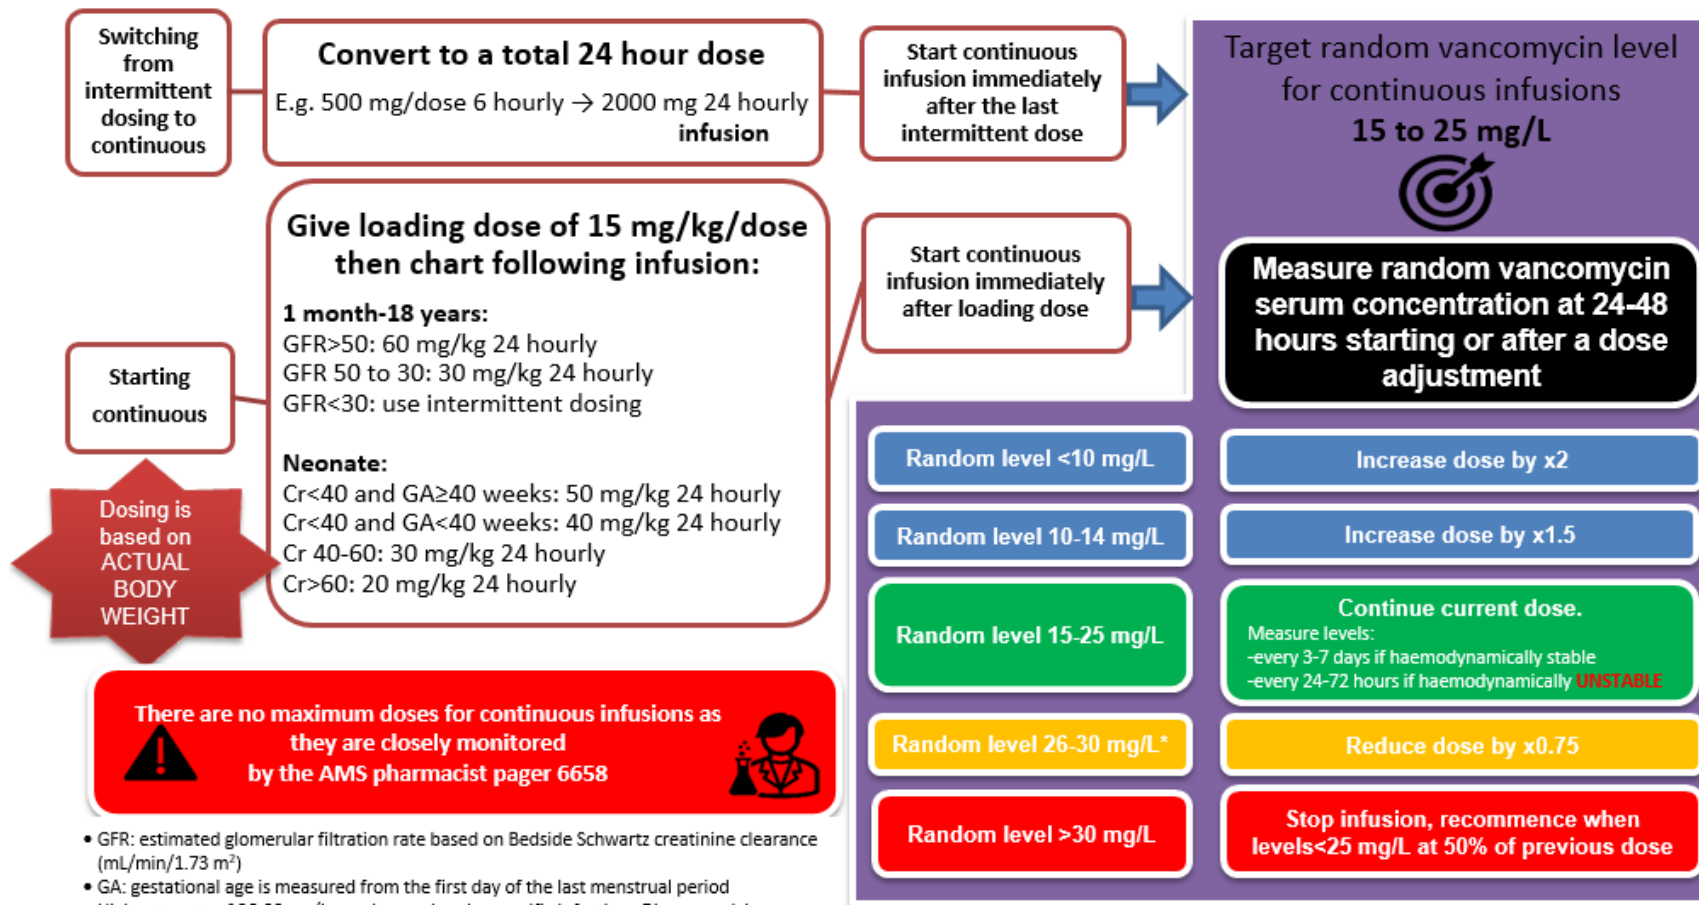 Switching
from
intermittent
dosing to
continuous
Convert to a total 24 hour dose
E.g. 500 mg/dose 6 hourly → 2000 mg 24 hourly
infusion
Start continuous
infusion immediately
after the last
intermittent dose
Target random vancomycin level
for continuous infusions
15 to 25 mg/L
Starting
continuous
Give loading dose of 15 mg/kg/dose
then chart following infusion:
1 month-18 years:
GFR>50: 60 mg/kg 24 hourly
GFR 50 to 30: 30 mg/kg 24 hourly
GFR<30: use intermittent dosing
Neonate:
Cr<40 and GA≥40 weeks: 50 mg/kg 24 hourly
Cr<40 and GA<40 weeks: 40 mg/kg 24 hourly
Cr 40-60: 30 mg/kg 24 hourly
Cr>60: 20 mg/kg 24 hourly
Start continuous
infusion immediately
after loading dose
Measure random vancomycin
serum concentration at 24-48
hours starting or after a dose
adjustment
Dosing is
based on
ACTUAL
BODY
WEIGHT
Random level <10 mg/L
Increase dose by x2
Random level 10-14 mg/L
Increase dose by x1.5
Random level 15-25 mg/L
Continue current dose.
Measure levels:
-every 3-7 days if haemodynamically stable
-every 24-72 hours if haemodynamically UNSTABLE
Random level 26-30 mg/L*
Reduce dose by x0.75
Random level >30 mg/L
Stop infusion, recommence when
levels<25 mg/L at 50% of previous dose
There are no maximum doses for continuous infusions as
they are closely monitored
by the AMS pharmacist pager 6658
• GFR: estimated glomerular filtration rate based on Bedside Schwartz creatinine clearance
(mL/min/1.73 m²)
• GA: gestational age is measured from the first day of the last menstrual period